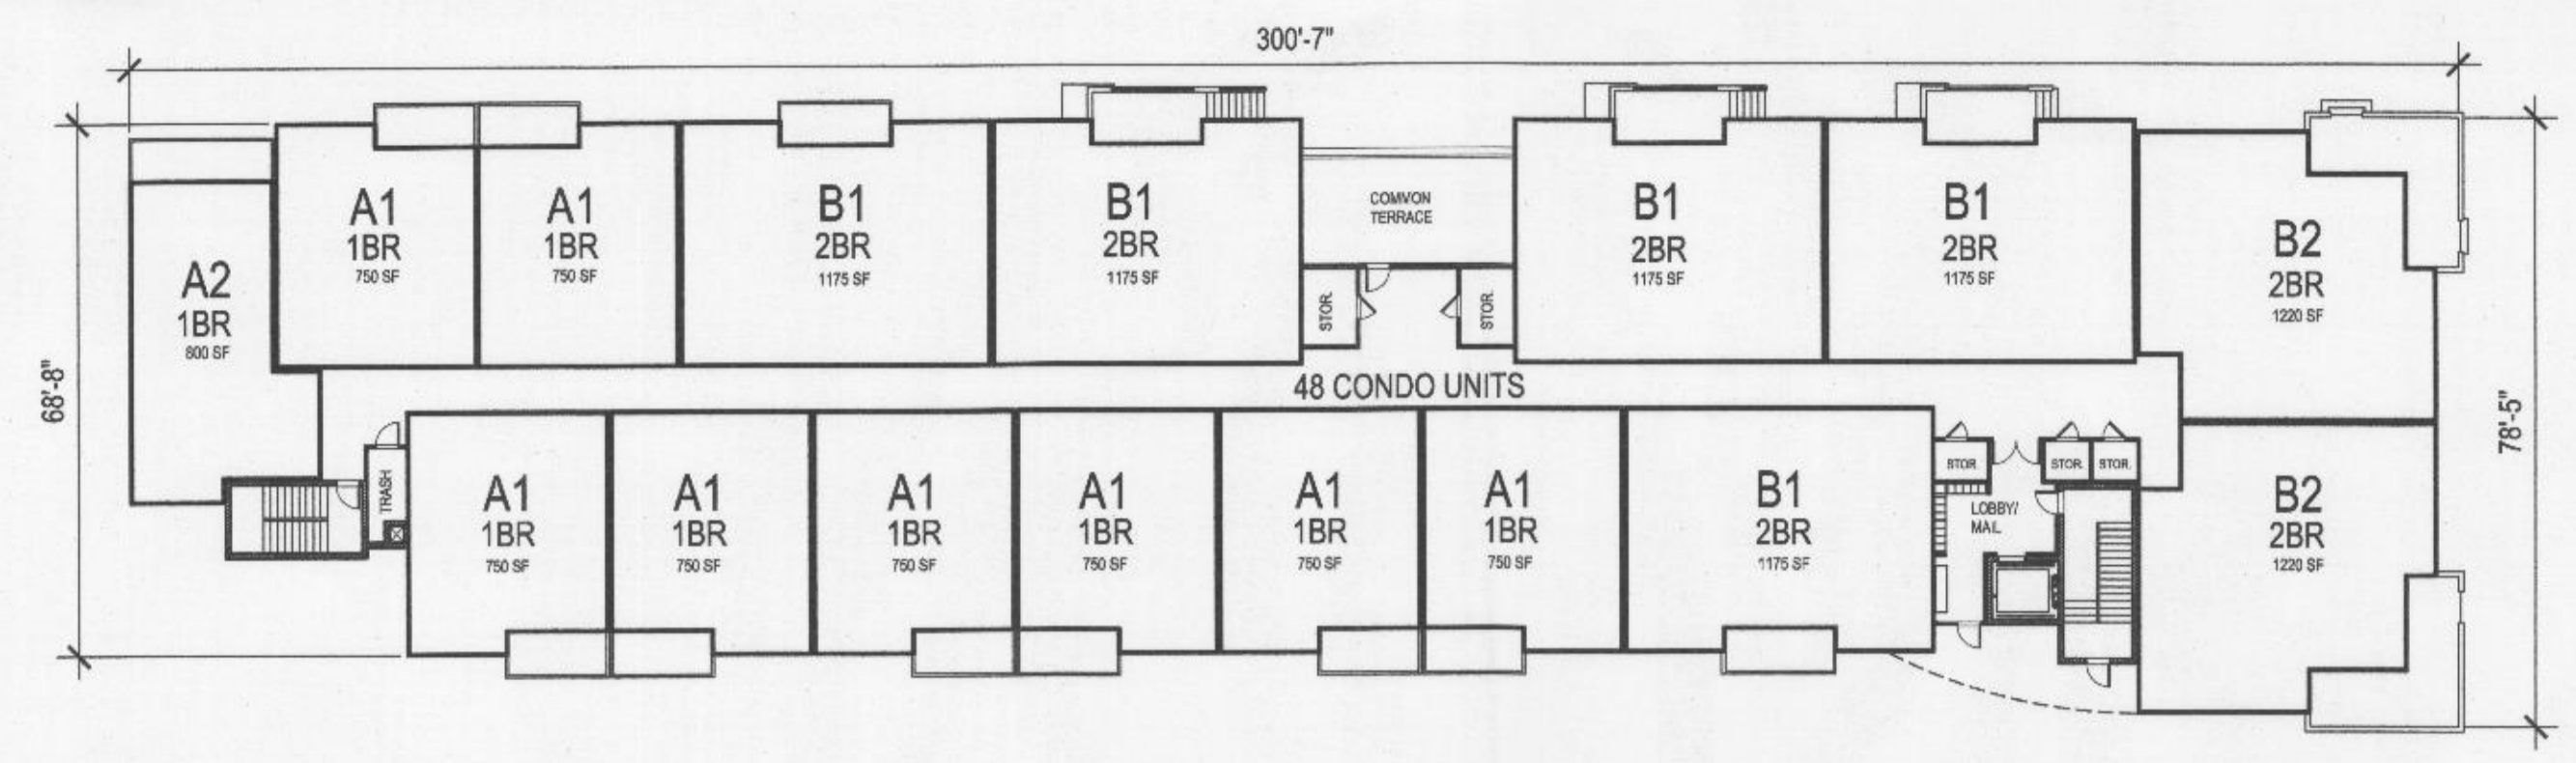 300'-7"
68'-8"
A2
1BR
800 SF
A1
1BR
750 SF
A1
1BR
750 SF
B1
2BR
1175 SF
B1
2BR
1175 SF
COMVON
TERRACE
STOR.
STOR.
B1
2BR
1175 SF
B1
2BR
1175 SF
B2
2BR
1220 SF
78'-5"
48 CONDO UNITS
TRASH
A1
1BR
750 SF
A1
1BR
750 SF
A1
1BR
750 SF
A1
1BR
750 SF
A1
1BR
750 SF
A1
1BR
750 SF
B1
2BR
1175 SF
STOR.
STOR.
STOR.
LOBBY/
MAIL
B2
2BR
1220 SF